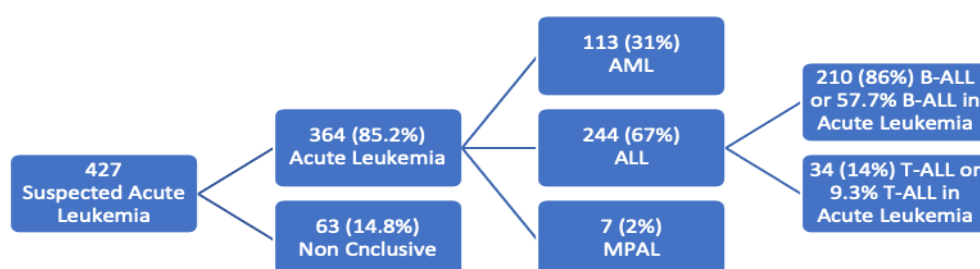 427
Suspected Acute
Leukemia
364 (85.2%)
Acute Leukemia
63 (14.8%)
Non Cnclusive
113 (31%)
AML
244 (67%)
ALL
7 (2%)
MPAL
210 (86%) B-ALL
or 57.7% B-ALL in
Acute Leukemia
34 (14%) T-ALL or
9.3% T-ALL in
Acute Leukemia